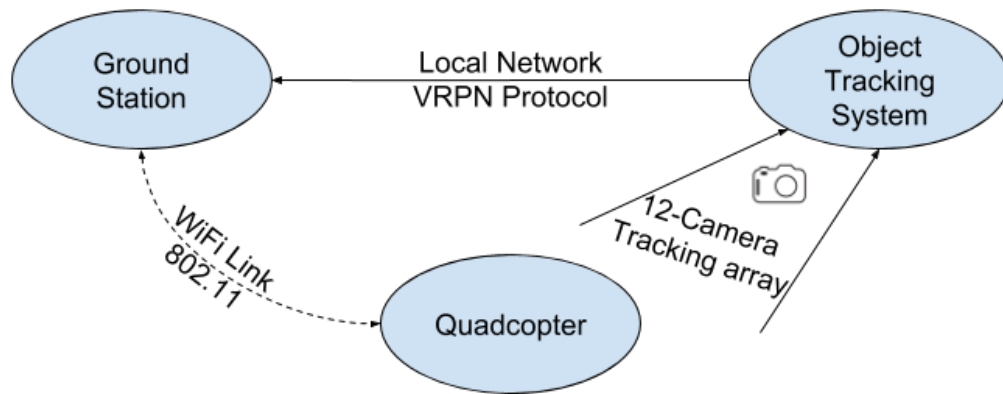 Ground
Station
Local Network
VRPN Protocol
Object
Tracking
System
12-Camera
Tracking array
WiFi Link
802.11
Quadcopter